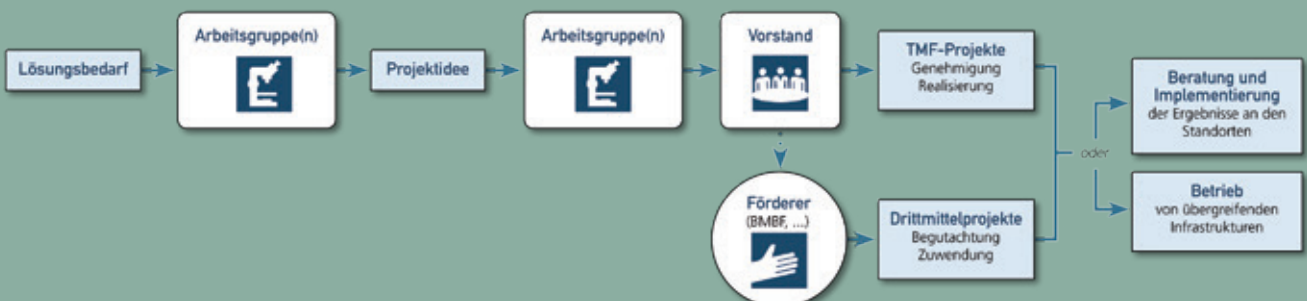 Lösungsbedarf
Arbeitsgruppe(n)
Projektidee
Arbeitsgruppe(n)
Vorstand
TMF-Projekte
Genehmigung
Realisierung
Förderer
(BMBF, ...)
Drittmittelprojekte
Begutachtung
Zuwendung
oder
Beratung und
Implementierung
der Ergebnisse an den
Standorten
Betrieb
von übergreifenden
Infrastrukturen